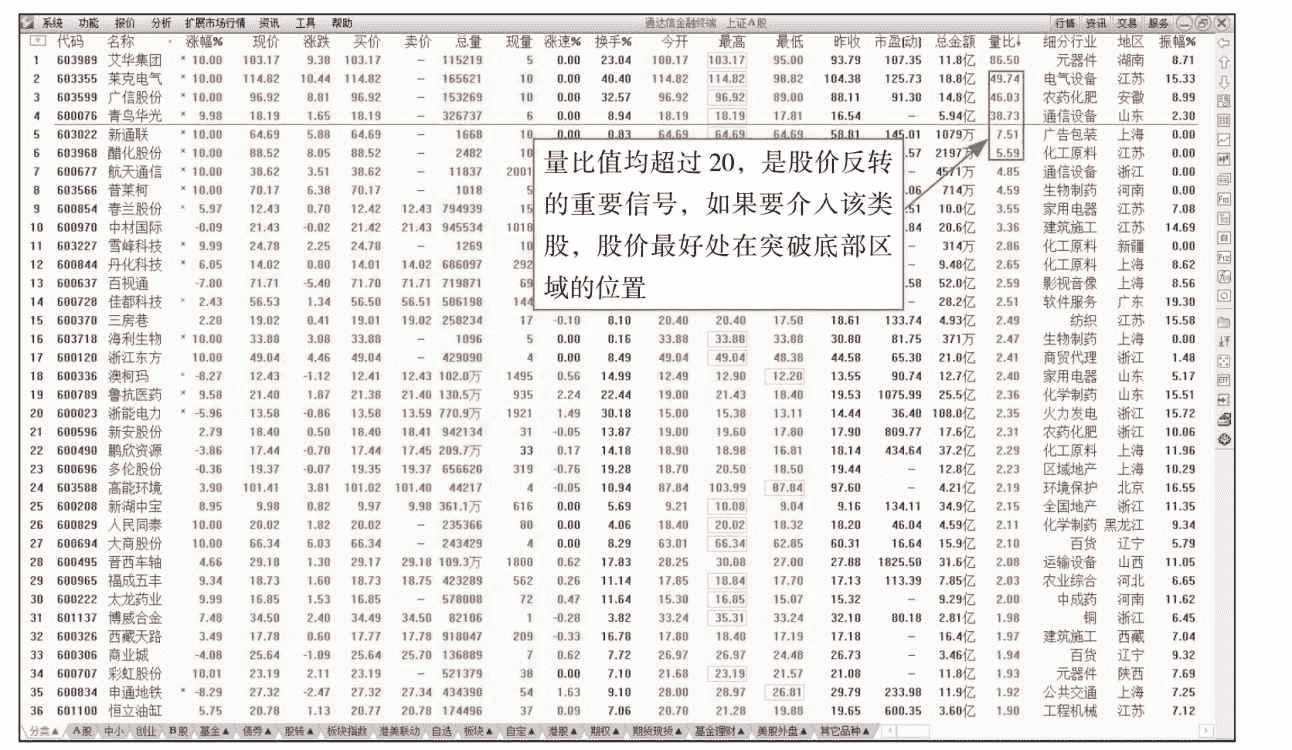 系统 功能 报价 分析 扩展市场行情 资讯 工具 帮助 通达信金融终端 上证A股 行情 资讯 交易 服务
代码 名称 涨幅% 现价 涨跌 买价 卖价 总量 现量 涨速% 换手% 今开 最高 最低 昨收 市盈(动) 总金额 量比↓ 细分行业 地区 振幅%
1 603989 艾华集团 × 10.00 103.17 9.38 103.17 – 115219 5 0.00 23.04 100.17 103.17 95.00 93.79 107.35 11.8亿 86.50 元器件 湖南 8.71
2 603355 莱克电气 × 10.00 114.82 10.44 114.82 – 165621 10 0.00 40.40 114.82 114.82 98.82 104.38 125.73 18.8亿 49.74 电气设备 江苏 15.33
3 603599 广信股份 × 10.00 96.92 8.81 96.92 – 153269 10 0.00 32.57 96.92 96.92 89.00 88.11 91.30 14.8亿 46.03 农药化肥 安徽 8.99
4 600076 青鸟华光 × 9.98 18.19 1.65 18.19 – 326737 6 0.00 8.94 18.19 18.19 17.81 16.54 – 5.94亿 38.73 通信设备 山东 2.30
5 603022 新通联 × 10.00 64.69 5.88 64.69 – 1668 10 0.00 0.83 64.69 64.69 64.69 58.81 145.01 1079万 7.51 广告包装 上海 0.00
6 603968 醋化股份 × 10.00 88.52 8.05 88.52 – 2482 10 .57 2197万 5.59 化工原料 江苏 0.00
7 600677 航天通信 × 10.00 38.62 3.51 38.62 – 11837 2001 4571万 4.85 通信设备 浙江 0.00
8 603566 普莱柯 × 10.00 70.17 6.38 70.17 – 1018 5 .06 714万 4.59 生物制药 河南 0.00
9 600854 春兰股份 × 5.97 12.43 0.70 12.42 12.43 794939 15 .51 10.0亿 3.55 家用电器 江苏 7.08
10 600970 中材国际 -0.09 21.43 -0.02 21.42 21.43 945534 1018 .84 20.6亿 3.36 建筑施工 江苏 14.69
11 603227 雪峰科技 × 9.99 24.78 2.25 24.78 – 1269 10 314万 2.86 化工原料 新疆 0.00
12 600844 丹化科技 × 6.05 14.02 0.80 14.01 14.02 686097 292 9.48亿 2.65 化工原料 上海 8.62
13 600637 百视通 -7.00 71.71 -5.40 71.70 71.71 719871 69 .58 52.0亿 2.59 影视音像 上海 8.56
14 600728 佳都科技 × 2.43 56.53 1.34 56.50 56.51 506198 144 – 28.2亿 2.51 软件服务 广东 19.30
量比值均超过 20，是股价反转
的重要信号，如果要介入该类
股，股价最好处在突破底部区
域的位置
15 600370 三房巷 2.20 19.02 0.41 19.01 19.02 258234 17 -0.10 8.10 20.40 20.40 17.50 18.61 133.74 4.93亿 2.49 纺织 江苏 15.58
16 603718 海利生物 × 10.00 33.88 3.08 33.88 – 1096 5 0.00 0.16 33.88 33.88 33.88 30.80 81.75 371万 2.47 生物制药 上海 0.00
17 600120 浙江东方 10.00 49.04 4.46 49.04 – 429090 4 0.00 8.49 49.04 49.04 48.38 44.58 65.30 21.0亿 2.41 商贸代理 浙江 1.48
18 600336 澳柯玛 × -8.27 12.43 -1.12 12.41 12.43 102.0万 1495 0.56 14.99 12.49 12.90 12.20 13.55 90.74 12.7亿 2.40 家用电器 山东 5.17
19 600789 鲁抗医药 × 9.58 21.40 1.87 21.38 21.40 130.5万 935 2.24 22.44 19.00 21.43 18.40 19.53 1075.99 25.5亿 2.36 化学制药 山东 15.51
20 600023 浙能电力 × -5.96 13.58 -0.86 13.58 13.59 770.9万 1921 1.49 30.18 15.00 15.38 13.11 14.44 36.40 108.0亿 2.35 火力发电 浙江 15.72
21 600596 新安股份 2.79 18.40 0.50 18.40 18.41 942134 31 -0.05 13.87 19.00 19.60 17.80 17.90 809.77 17.6亿 2.31 农药化肥 浙江 10.06
22 600490 鹏欣资源 -3.86 17.44 -0.70 17.44 17.45 209.7万 33 0.17 14.18 18.90 18.98 16.81 18.14 434.64 37.2亿 2.29 化工原料 上海 11.96
23 600696 多伦股份 -0.36 19.37 -0.07 19.35 19.37 656620 319 -0.76 19.28 18.70 20.50 18.50 19.44 – 12.8亿 2.23 区域地产 上海 10.29
24 603588 高能环境 3.90 101.41 3.81 101.02 101.40 44217 4 -0.05 10.94 87.84 103.99 87.84 97.60 – 4.21亿 2.19 环境保护 北京 16.55
25 600208 新湖中宝 8.95 9.98 0.82 9.97 9.98 361.1万 616 0.00 5.69 9.21 10.08 9.04 9.16 134.11 34.9亿 2.15 全国地产 浙江 11.35
26 600829 人民同泰 10.00 20.02 1.82 20.02 – 235366 80 0.00 4.06 18.40 20.02 18.32 18.20 46.04 4.59亿 2.11 化学制药 黑龙江 9.34
27 600694 大商股份 10.00 66.34 6.03 66.34 – 243429 4 0.00 8.29 63.01 66.34 62.85 60.31 16.64 15.9亿 2.10 百货 辽宁 5.79
28 600495 晋西车轴 4.66 29.18 1.30 29.17 29.18 109.3万 1800 0.62 17.83 28.25 30.08 27.00 27.88 1825.50 31.6亿 2.08 运输设备 山西 11.05
29 600965 福成五丰 9.34 18.73 1.60 18.73 18.75 423289 562 0.26 11.14 17.85 18.84 17.70 17.13 113.39 7.85亿 2.03 农业综合 河北 6.65
30 600222 太龙药业 9.99 16.85 1.53 16.85 – 578008 72 0.47 11.64 15.30 16.85 15.07 15.32 – 9.29亿 2.00 中成药 河南 11.62
31 601137 博威合金 7.48 34.50 2.40 34.49 34.50 82106 1 -0.28 3.82 33.24 35.31 33.24 32.10 80.18 2.81亿 1.98 铜 浙江 6.45
32 600326 西藏天路 3.49 17.78 0.60 17.77 17.78 918047 209 -0.33 16.78 17.80 18.40 17.19 17.18 – 16.4亿 1.97 建筑施工 西藏 7.04
33 600306 商业城 -4.08 25.64 -1.09 25.64 25.70 136889 7 0.62 7.72 26.97 26.97 24.48 26.73 – 3.46亿 1.94 百货 辽宁 9.32
34 600707 彩虹股份 10.01 23.19 2.11 23.19 – 521379 38 0.00 7.10 21.68 23.19 21.57 21.08 – 11.8亿 1.93 元器件 陕西 7.69
35 600834 申通地铁 × -8.29 27.32 -2.47 27.32 27.34 434390 54 1.63 9.10 28.00 28.97 26.81 29.79 233.98 11.9亿 1.92 公共交通 上海 7.25
36 601100 恒立油缸 5.75 20.78 1.13 20.77 20.78 174496 37 0.09 7.06 20.70 21.28 19.88 19.65 600.35 3.60亿 1.90 工程机械 江苏 7.12
分类▲ A股 中小 创业 B股 基金▲ 债券▲ 股转▲ 板块指数 港美联动 自选 板块▲ 自定▲ 港股▲ 期权▲ 期货现货▲ 基金理财▲ 美股外盘▲ 其它品种▲